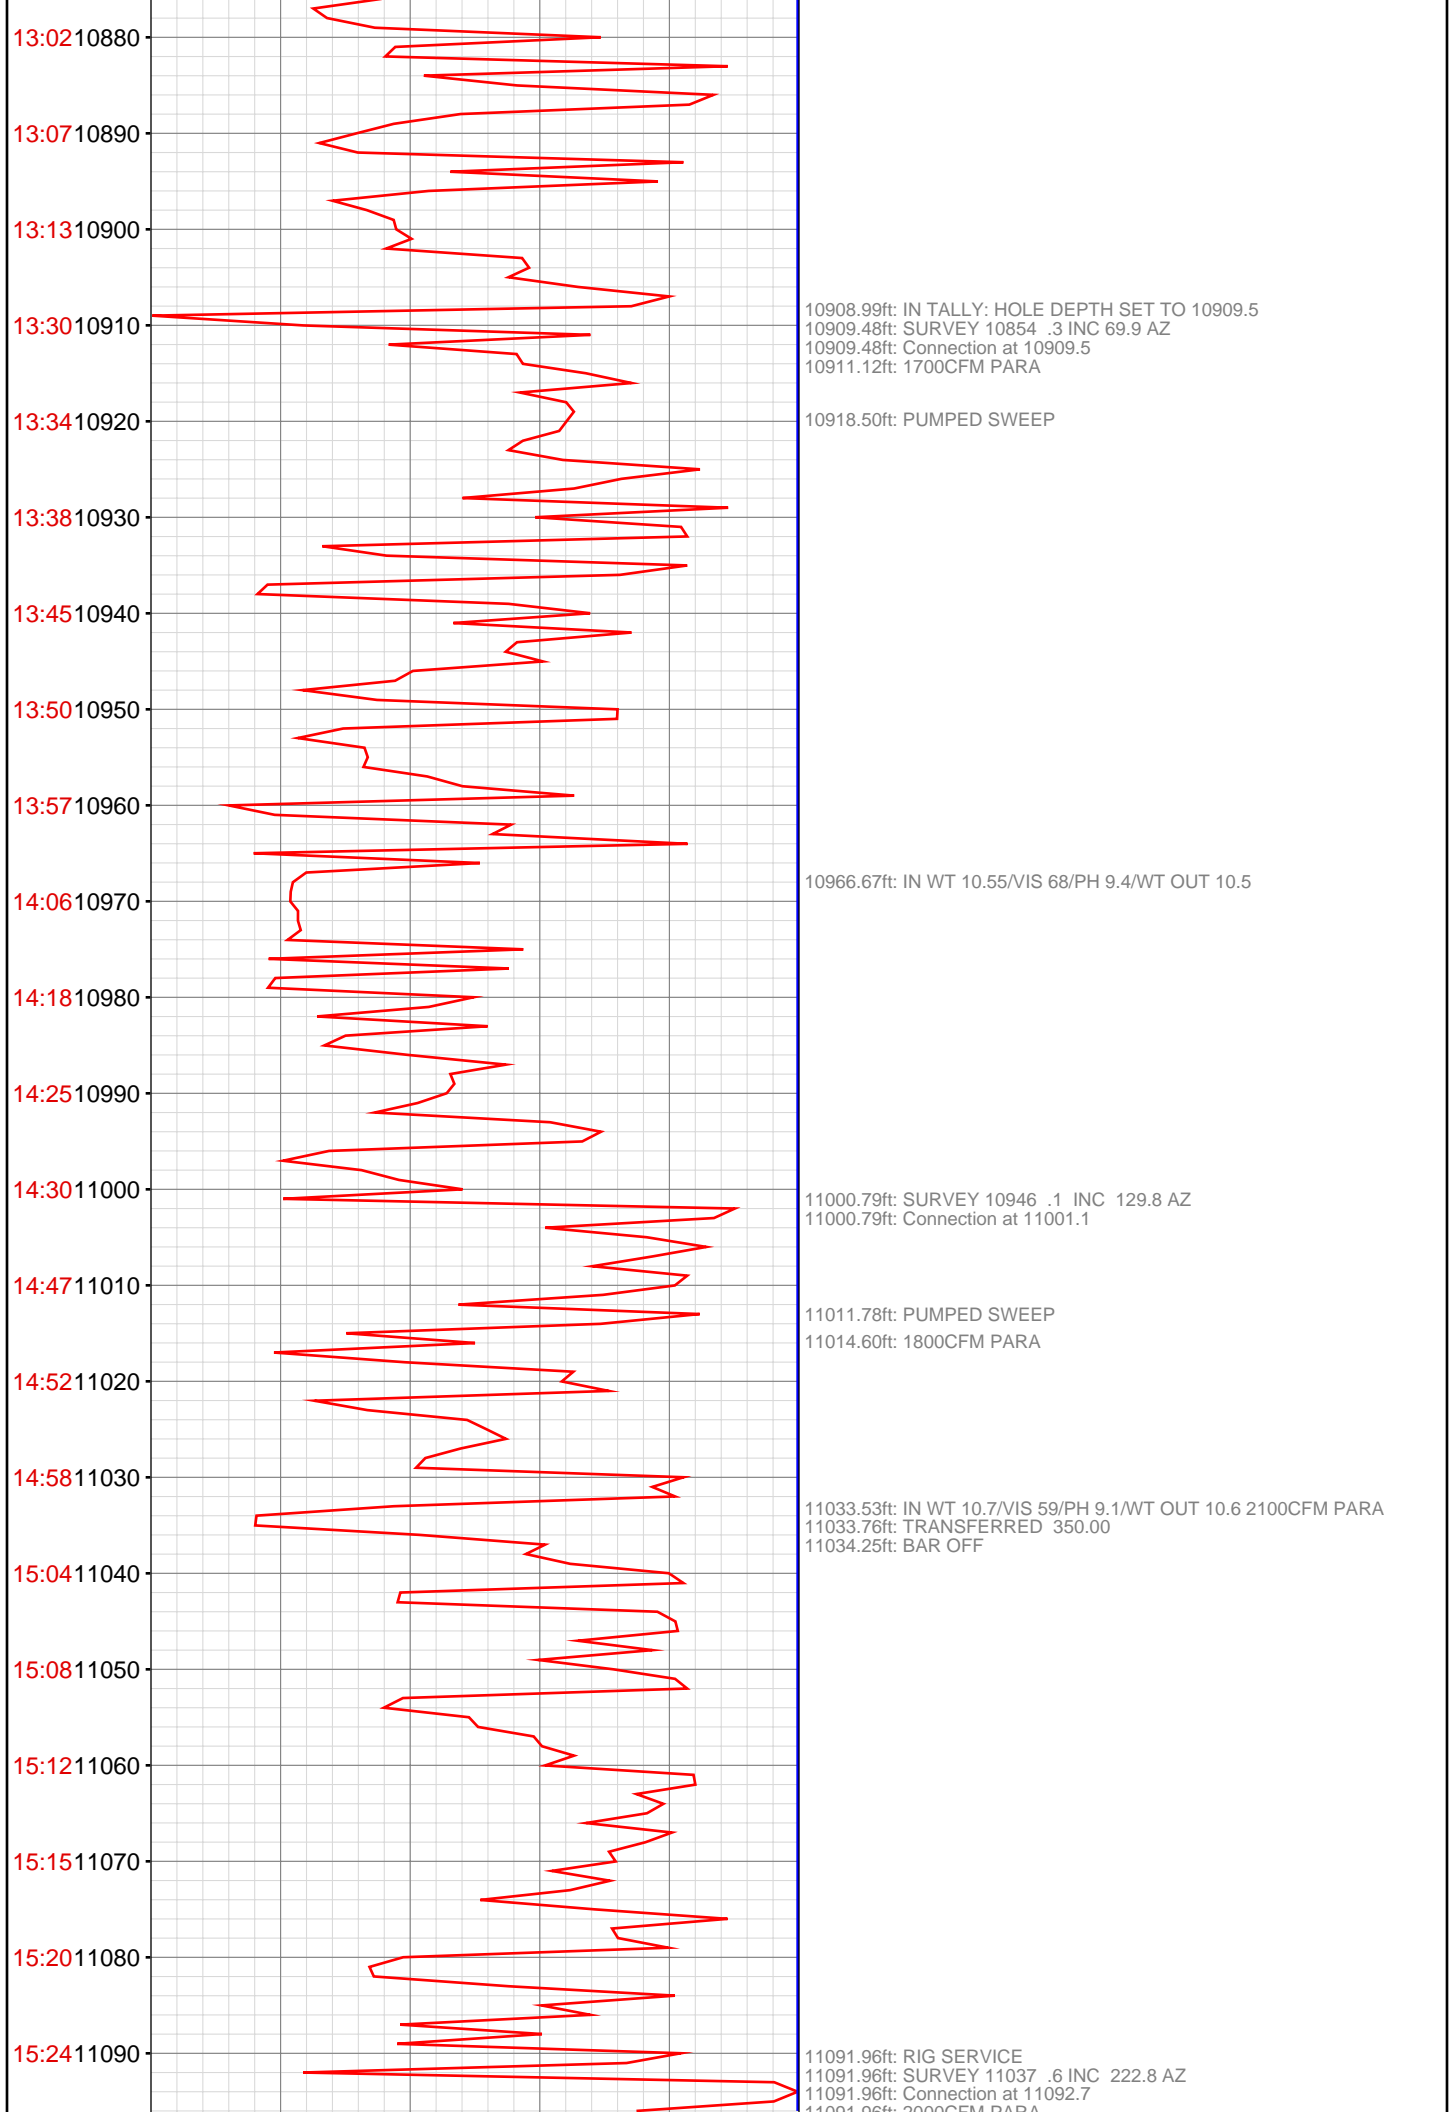 13:02 10880
13:07 10890
13:13 10900
10908.99ft: IN TALLY: HOLE DEPTH SET TO 10909.5
13:30 10910
10909.48ft: SURVEY 10854  .3 INC 69.9 AZ
10909.48ft: Connection at 10909.5
10911.12ft: 1700CFM PARA
13:34 10920
10918.50ft: PUMPED SWEEP
13:38 10930
13:45 10940
13:50 10950
13:57 10960
10966.67ft: IN WT 10.55/VIS 68/PH 9.4/WT OUT 10.5
14:06 10970
14:18 10980
14:25 10990
14:30 11000
11000.79ft: SURVEY 10946  .1  INC  129.8 AZ
11000.79ft: Connection at 11001.1
14:47 11010
11011.78ft: PUMPED SWEEP
11014.60ft: 1800CFM PARA
14:52 11020
14:58 11030
11033.53ft: IN WT 10.7/VIS 59/PH 9.1/WT OUT 10.6 2100CFM PARA
11033.76ft: TRANSFERRED  350.00
11034.25ft: BAR OFF
15:04 11040
15:08 11050
15:12 11060
15:15 11070
15:20 11080
15:24 11090
11091.96ft: RIG SERVICE
11091.96ft: SURVEY 11037  .6 INC  222.8 AZ
11091.96ft: Connection at 11092.7
11091.96ft: 2000CFM PARA